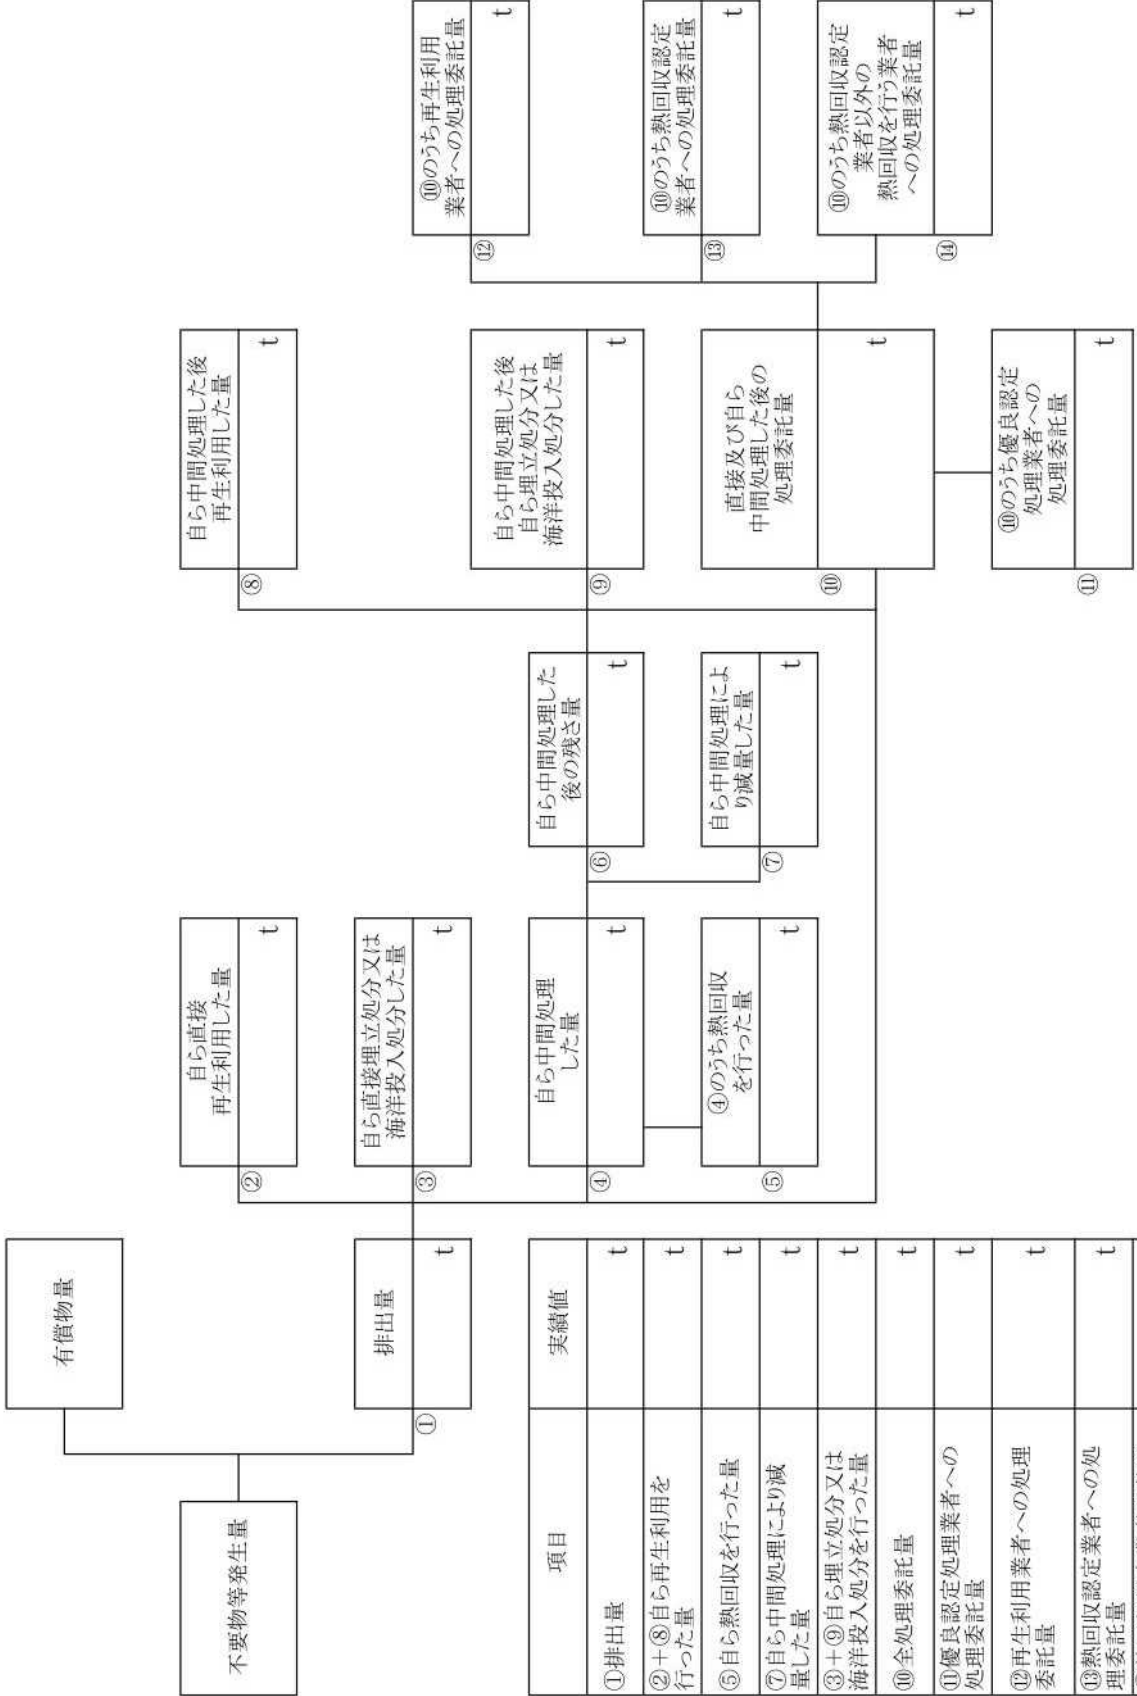 不要物等発生量
有償物量
排出量
①
t
自ら直接
再生利用した量
②
t
自ら直接埋立処分又は
海洋投入処分した量
③
t
自ら中間処理
した量
④
t
④のうち熱回収
を行った量
⑤
t
自ら中間処理した
後の残さ量
⑥
t
自ら中間処理によ
り減量した量
⑦
t
自ら中間処理した後
再生利用した量
⑧
t
自ら中間処理した後
自ら埋立処分又は
海洋投入処分した量
⑨
t
直接及び自ら
中間処理した後の
処理委託量
⑩
t
⑩のうち優良認定
処理業者への
処理委託量
⑪
t
⑩のうち再生利用
業者への処理委託量
⑫
t
⑩のうち熱回収認定
業者への処理委託量
⑬
t
⑩のうち熱回収認定
業者以外の
熱回収を行う業者
への処理委託量
⑭
t
項目
実績値
①排出量
t
②+⑧自ら再生利用を
行った量
t
⑤自ら熱回収を行った量
t
⑦自ら中間処理により減
量した量
t
③+⑨自ら埋立処分又は
海洋投入処分を行った量
t
⑩全処理委託量
t
⑪優良認定処理業者への
処理委託量
t
⑫再生利用業者への処理
委託量
t
⑬熱回収認定業者への処
理委託量
t